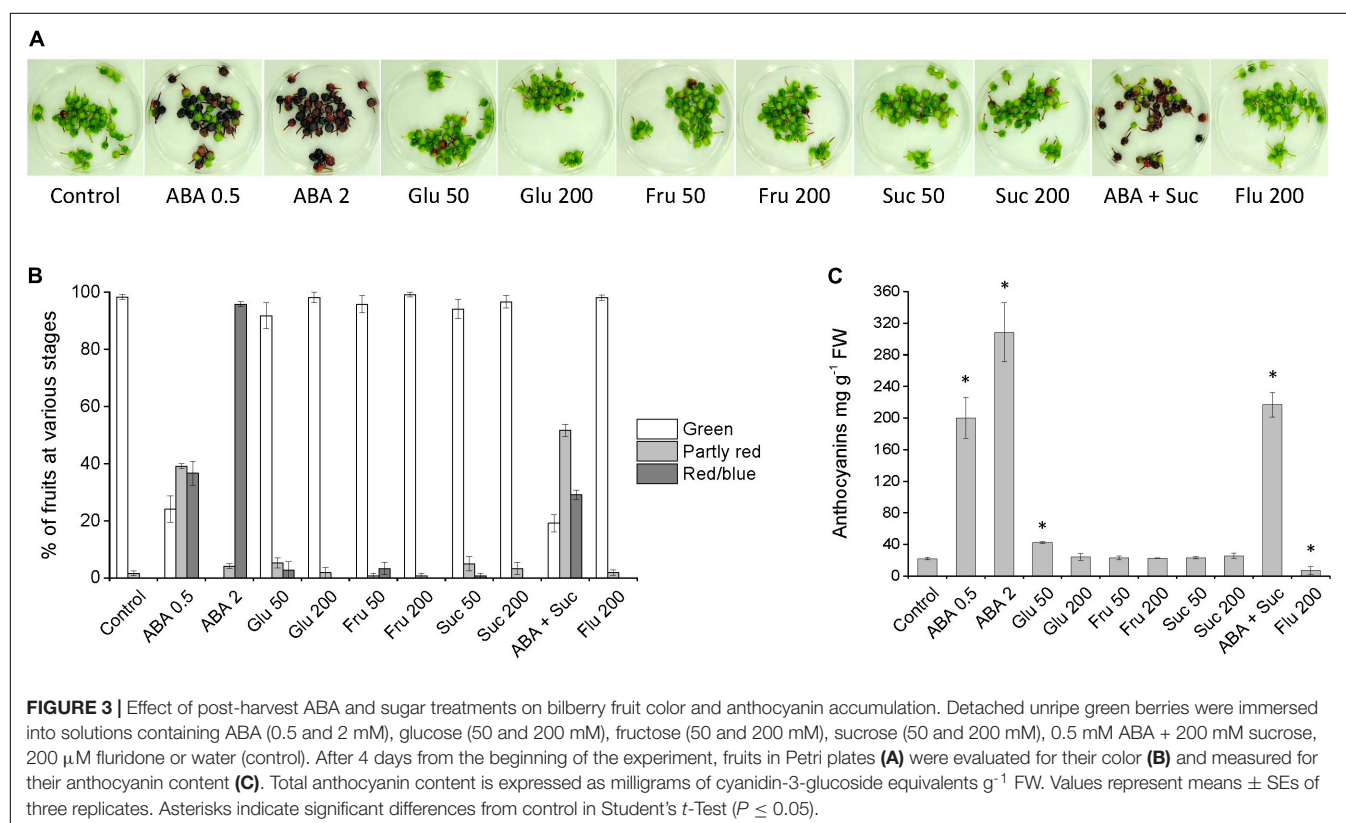 A
Control ABA 0.5 ABA 2 Glu 50 Glu 200 Fru 50 Fru 200 Suc 50 Suc 200 ABA + Suc Flu 200
B
% of fruits at various stages
100
80
60
40
20
0
Control ABA 0.5 ABA 2 Glu 50 Glu 200 Fru 50 Fru 200 Suc 50 Suc 200 ABA + Suc Flu 200
Green
Partly red
Red/blue
C
Anthocyanins mg g⁻¹ FW
360
320
280
240
200
160
120
80
40
0
* * * * *
Control ABA 0.5 ABA 2 Glu 50 Glu 200 Fru 50 Fru 200 Suc 50 Suc 200 ABA + Suc Flu 200
FIGURE 3 | Effect of post-harvest ABA and sugar treatments on bilberry fruit color and anthocyanin accumulation. Detached unripe green berries were immersed
into solutions containing ABA (0.5 and 2 mM), glucose (50 and 200 mM), fructose (50 and 200 mM), sucrose (50 and 200 mM), 0.5 mM ABA + 200 mM sucrose,
200 μM fluridone or water (control). After 4 days from the beginning of the experiment, fruits in Petri plates (A) were evaluated for their color (B) and measured for
their anthocyanin content (C). Total anthocyanin content is expressed as milligrams of cyanidin-3-glucoside equivalents g⁻¹ FW. Values represent means ± SEs of
three replicates. Asterisks indicate significant differences from control in Student's t-Test (P ≤ 0.05).